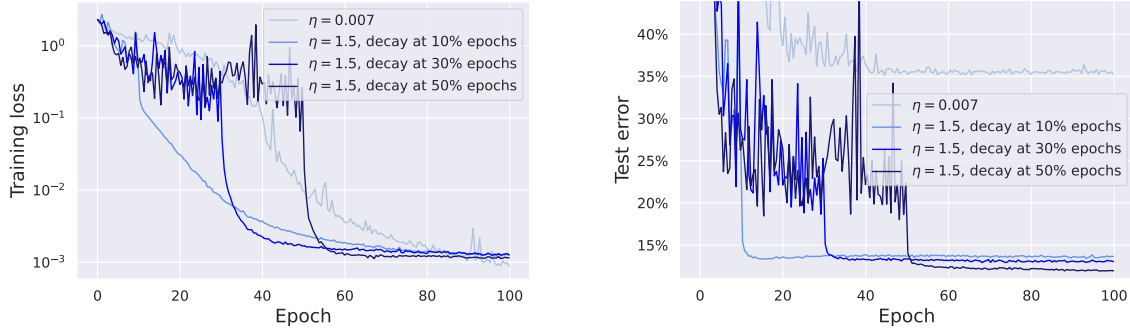 10⁰
10⁻¹
10⁻²
10⁻³
Training loss
0
20
40
60
80
100
Epoch
η = 0.007
η = 1.5, decay at 10% epochs
η = 1.5, decay at 30% epochs
η = 1.5, decay at 50% epochs
40%
35%
30%
25%
20%
15%
Test error
0
20
40
60
80
100
Epoch
η = 0.007
η = 1.5, decay at 10% epochs
η = 1.5, decay at 30% epochs
η = 1.5, decay at 50% epochs